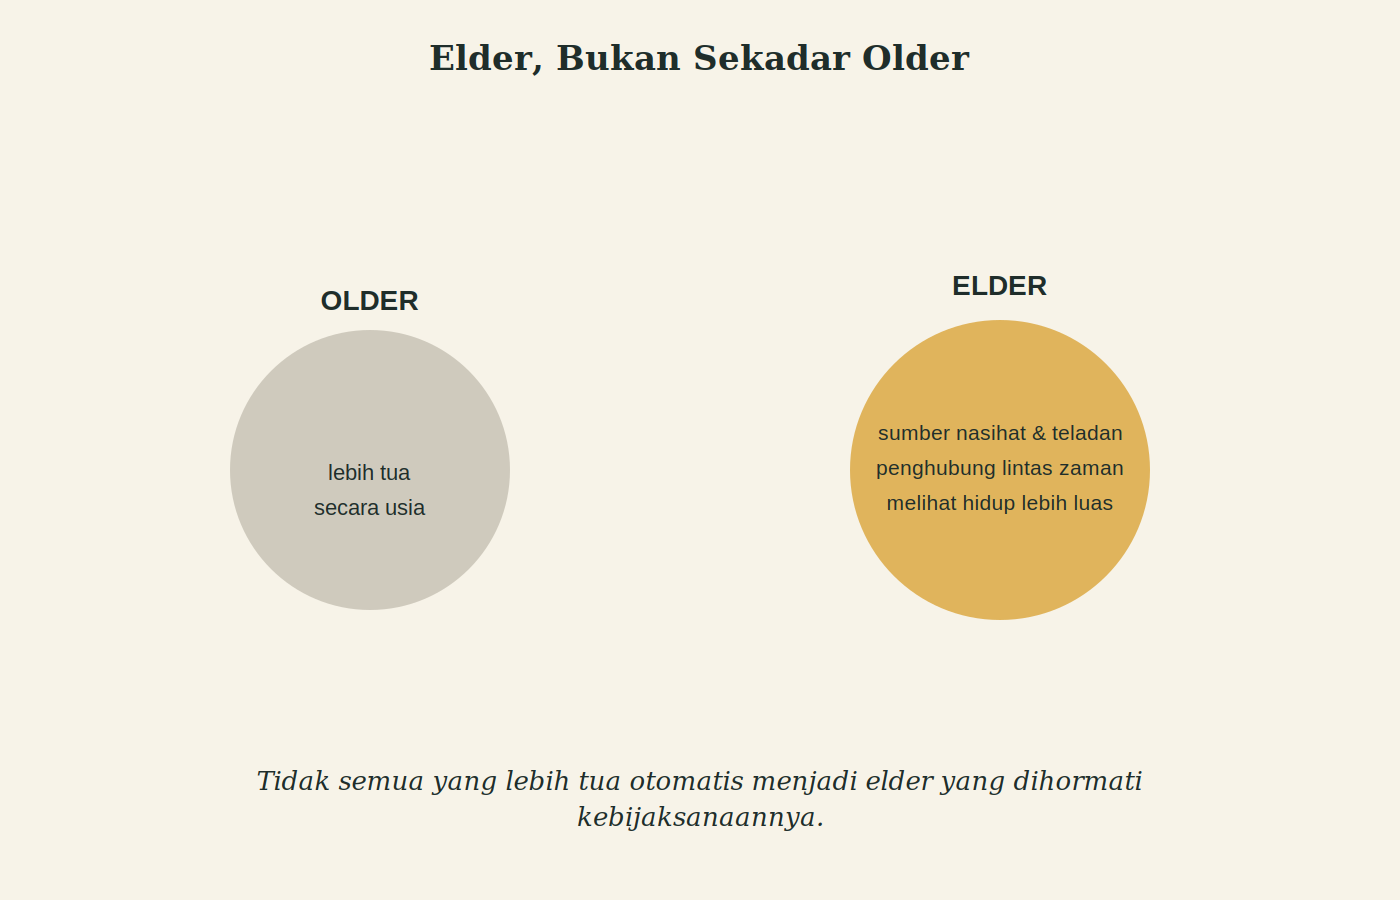 Elder, Bukan Sekadar Older
OLDER
lebih tua
secara usia
ELDER
sumber nasihat & teladan
penghubung lintas zaman
melihat hidup lebih luas
Tidak semua yang lebih tua otomatis menjadi elder yang dihormati
kebijaksanaannya.